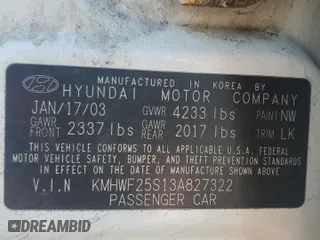 MANUFACTURED IN KOREA BY
HYUNDAI MOTOR COMPANY
JAN/17/03 GVWR 4233 lbs PAINT NW
GAWR FRONT 2337 lbs GAWR REAR 2017 lbs TRIM LK
THIS VEHICLE CONFORMS TO ALL APPLICABLE
U.S. FEDERAL MOTOR VEHICLE SAFETY, BUMPER,
AND THEFT PREVENTION STANDARDS IN EFFECT
ON THE DATE OF MANUFACTURE SHOWN ABOVE.
V.I.N KMHWF25S13A827322
PASSENGER CAR